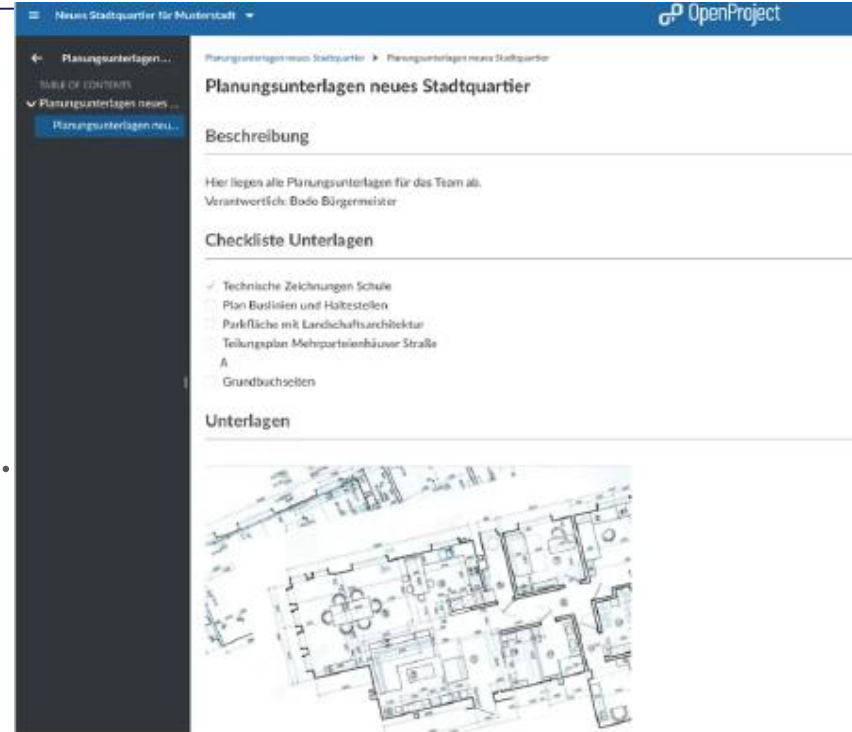 Neues Stadtquartier für Musterstadt
OpenProject
Planungsunterlagen...
TABLE OF CONTENTS
Planungsunterlagen neues ...
Planungsunterlagen neu...
Planungsunterlagen neues Stadtquartier Planungsunterlagen neues Stadtquartier
Planungsunterlagen neues Stadtquartier
Beschreibung
Hier liegen alle Planungsunterlagen für das Team ab.
Verantwortlich: Bodo Bürgermeister
Checkliste Unterlagen
Technische Zeichnungen Schule
Plan Buslinien und Haltestellen
Parkfläche mit Landschaftsarchitektur
Teilungsplan Mehrparteienhäuser Straße
A
Grundbuchseiten
Unterlagen